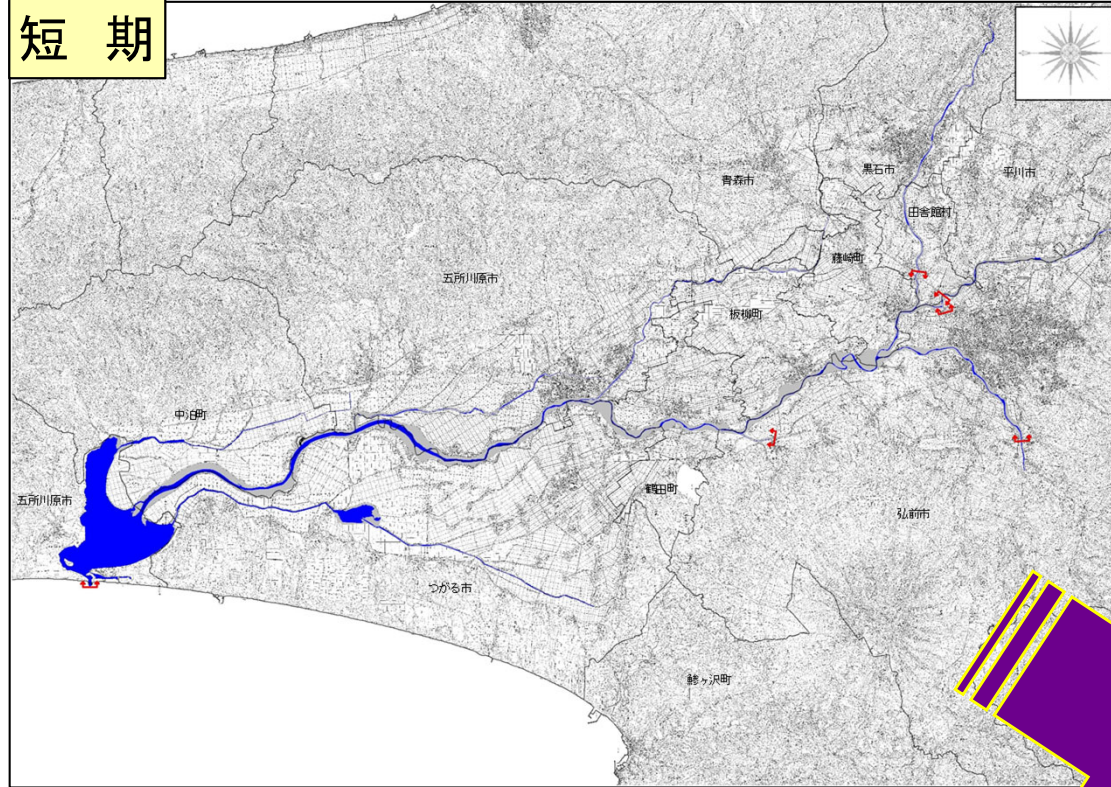 短 期
黒石市
青森市
平川市
田舎館村
藤崎町
五所川原市
板柳町
中泊町
鶴田町
五所川原市
弘前市
つがる市
鰺ヶ沢町